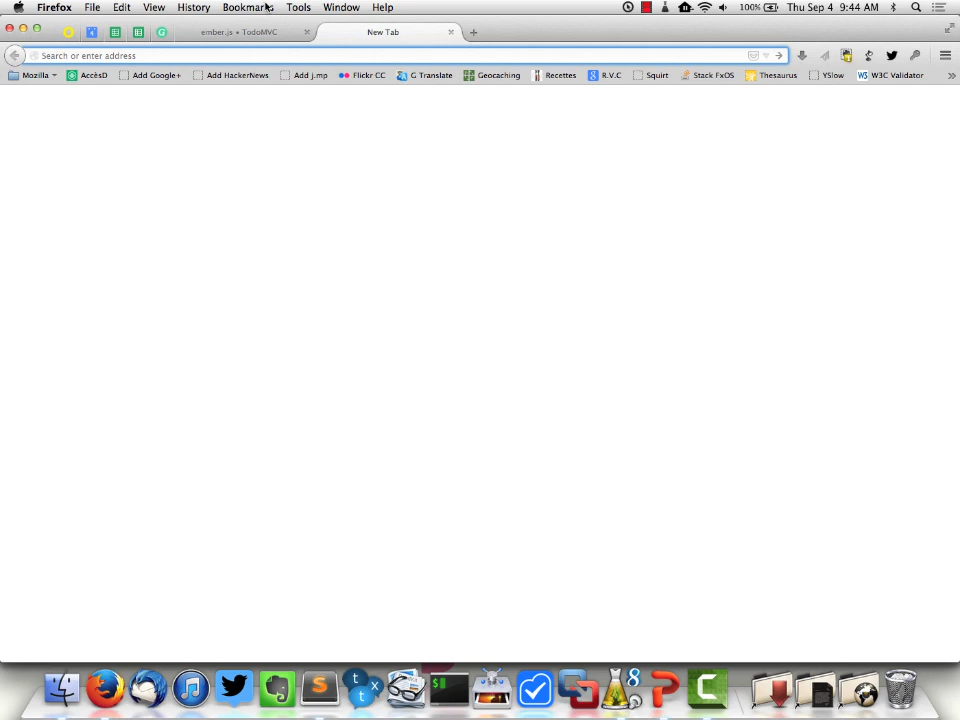 Firefox File Edit View History Bookmarks Tools Window Help 100% Thu Sep 4 9:44 AM
ember.js • TodoMVC New Tab
Search or enter address
Mozilla AccèsD Add Google+ Add HackerNews Add j.mp Flickr CC G Translate Geocaching Recettes R.V.C Squirt Stack FxOS Thesaurus YSlow W3C Validator